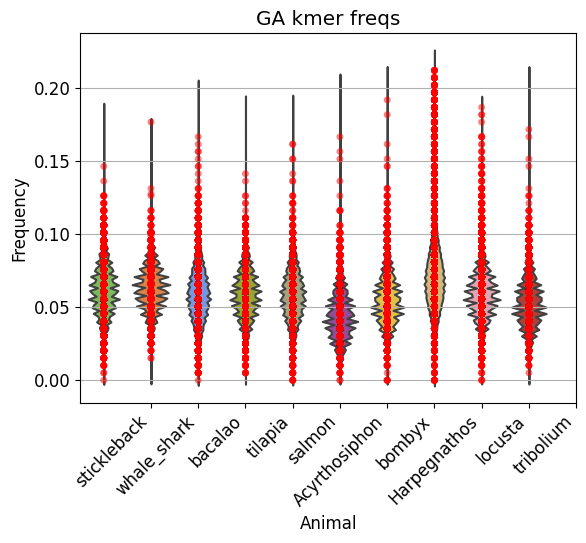 GA kmer freqs
Frequency
0.20
0.15
0.10
0.05
0.00
stickleback
whale_shark
bacalao
tilapia
salmon
Acyrthosiphon
bombyx
Harpegnathos
locusta
tribolium
Animal